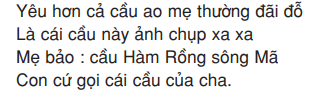 Yêu hơn cả cầu ao mẹ thường đãi đỗ
Là cái cầu này ảnh chụp xa xa
Mẹ bảo : cầu Hàm Rồng sông Mã
Con cứ gọi cái cầu của cha.